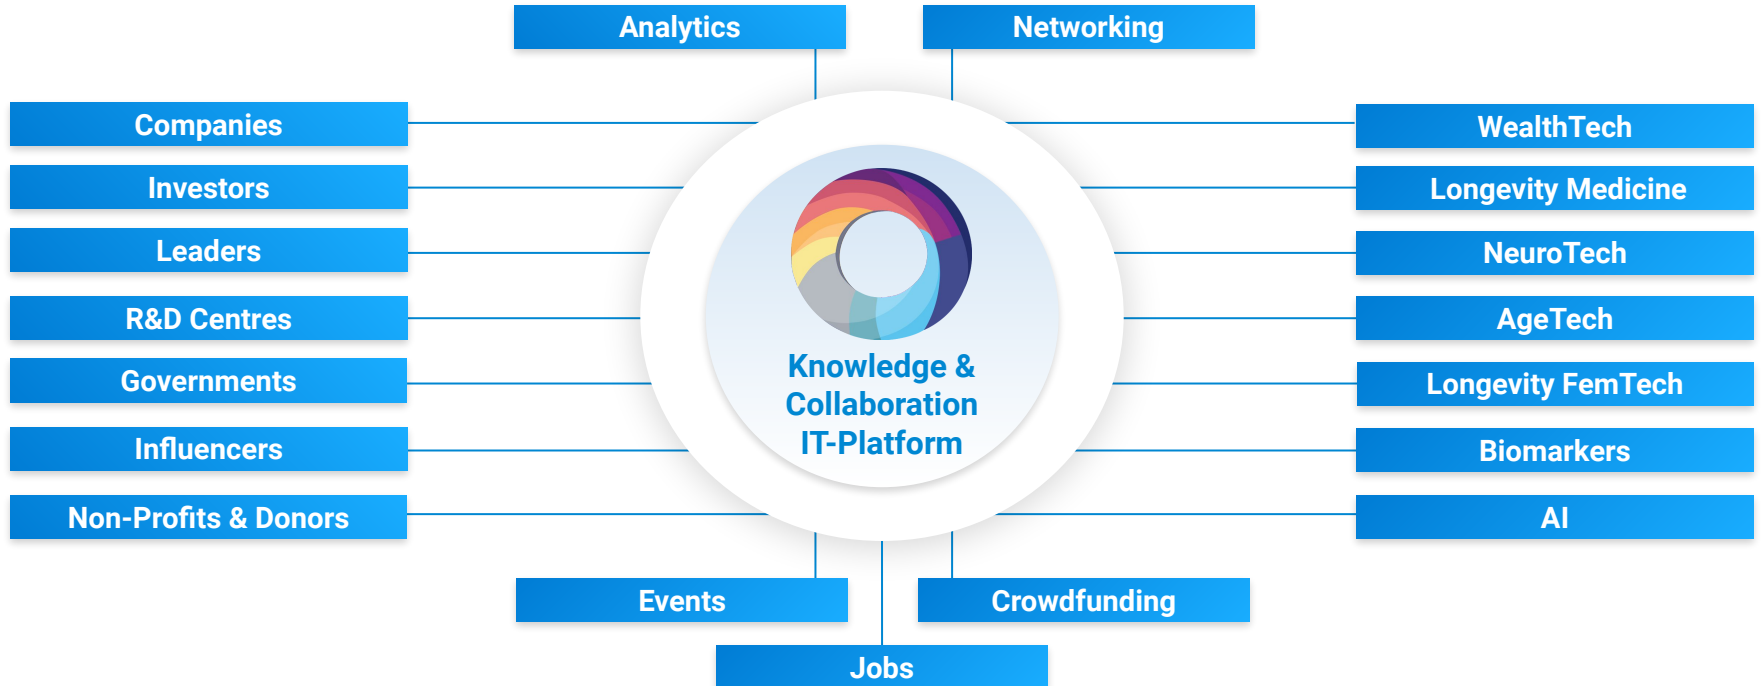 Analytics
Networking
Companies
Investors
Leaders
R&D Centres
Governments
Influencers
Non-Profits & Donors
Knowledge &
Collaboration
IT-Platform
WealthTech
Longevity Medicine
NeuroTech
AgeTech
Longevity FemTech
Biomarkers
AI
Events
Crowdfunding
Jobs